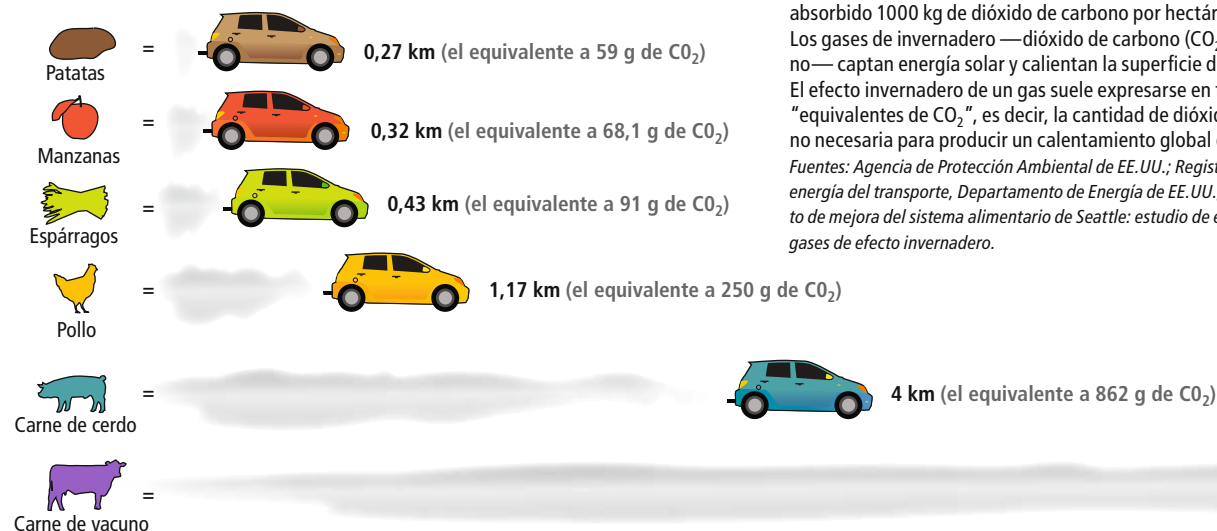 absorbido 1000 kg de dióxido de carbono por hectár
Los gases de invernadero —dióxido de carbono (CO₂
no— captan energía solar y calientan la superficie d
El efecto invernadero de un gas suele expresarse en
"equivalentes de CO₂", es decir, la cantidad de dióxid
no necesaria para producir un calentamiento global
Fuentes: Agencia de Protección Ambiental de EE.UU.; Regist
energía del transporte, Departamento de Energía de EE.UU.
to de mejora del sistema alimentario de Seattle: estudio de
gases de efecto invernadero.
Patatas
=
0,27 km (el equivalente a 59 g de C0₂)
Manzanas
=
0,32 km (el equivalente a 68,1 g de C0₂)
Espárragos
=
0,43 km (el equivalente a 91 g de C0₂)
Pollo
=
1,17 km (el equivalente a 250 g de C0₂)
Carne de cerdo
=
4 km (el equivalente a 862 g de C0₂)
Carne de vacuno
=